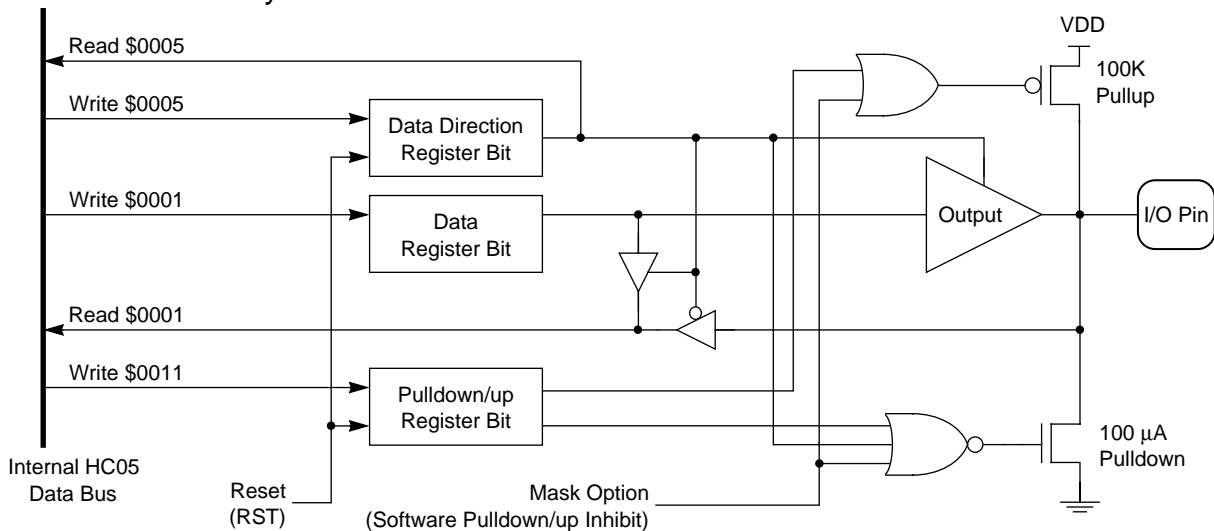 Read $0005
Write $0005
Data Direction
Register Bit
Write $0001
Data
Register Bit
Read $0001
Write $0011
Pulldown/up
Register Bit
Internal HC05
Data Bus
Reset
(RST)
Mask Option
(Software Pulldown/up Inhibit)
VDD
100K
Pullup
Output
I/O Pin
100 µA
Pulldown